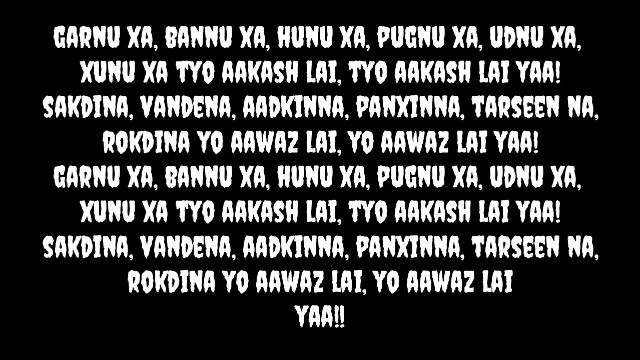 GARNU XA, BANNU XA, HUNU XA, PUGNU XA, UDNU XA,
XUNU XA TYO AAKASH LAI, TYO AAKASH LAI YAA!
SAKDINA, VANDENA, AADKINNA, PANXINNA, TARSEEN NA,
ROKDINA YO AAWAZ LAI, YO AAWAZ LAI YAA!
GARNU XA, BANNU XA, HUNU XA, PUGNU XA, UDNU XA,
XUNU XA TYO AAKASH LAI, TYO AAKASH LAI YAA!
SAKDINA, VANDENA, AADKINNA, PANXINNA, TARSEEN NA,
ROKDINA YO AAWAZ LAI, YO AAWAZ LAI
YAA!!